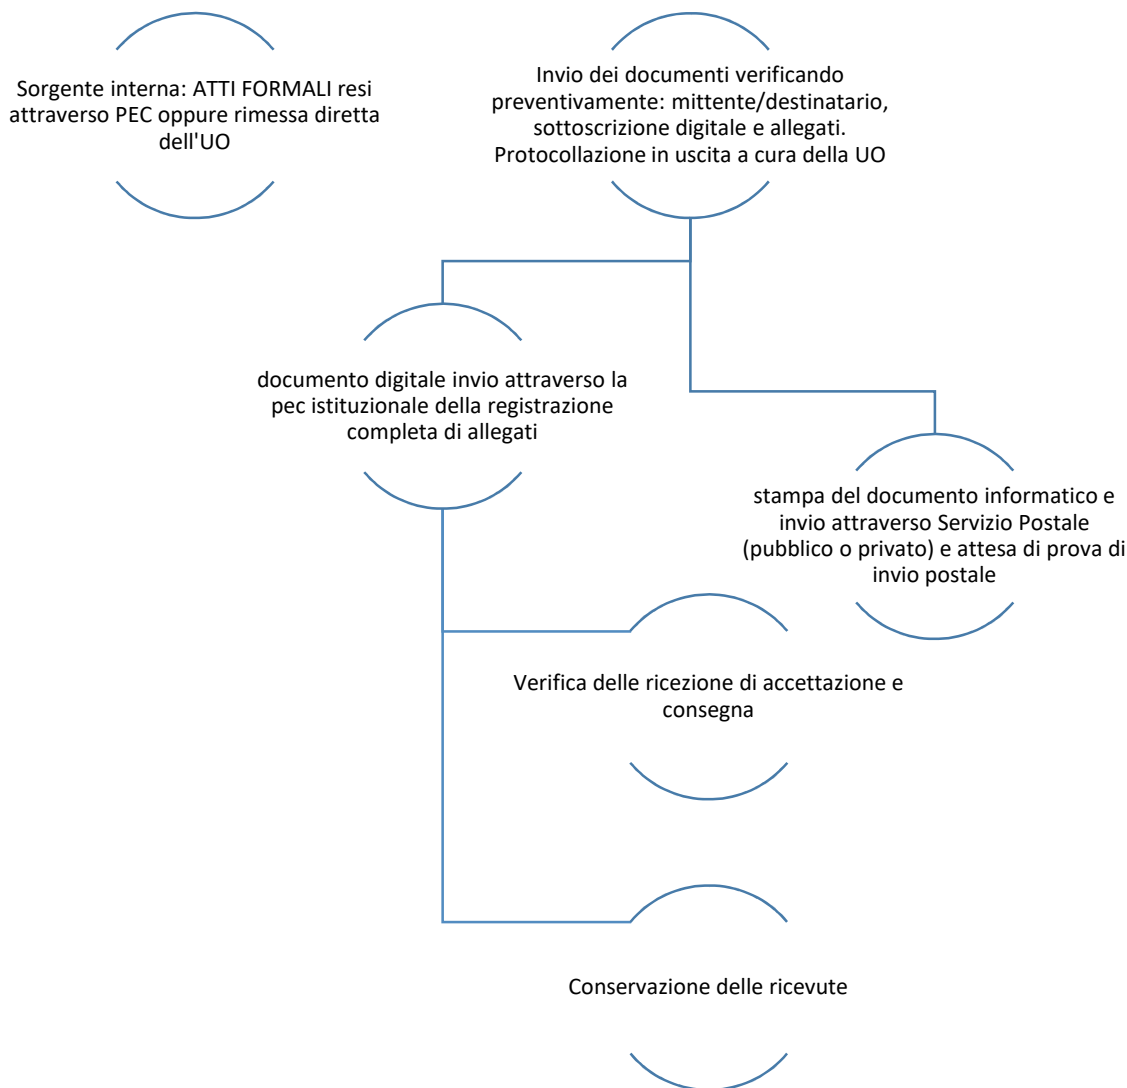 Sorgente interna: ATTI FORMALI resi
attraverso PEC oppure rimessa diretta
dell'UO
Invio dei documenti verificando
preventivamente: mittente/destinatario,
sottoscrizione digitale e allegati.
Protocollazione in uscita a cura della UO
documento digitale invio attraverso la
pec istituzionale della registrazione
completa di allegati
stampa del documento informatico e
invio attraverso Servizio Postale
(pubblico o privato) e attesa di prova di
invio postale
Verifica delle ricezione di accettazione e
consegna
Conservazione delle ricevute